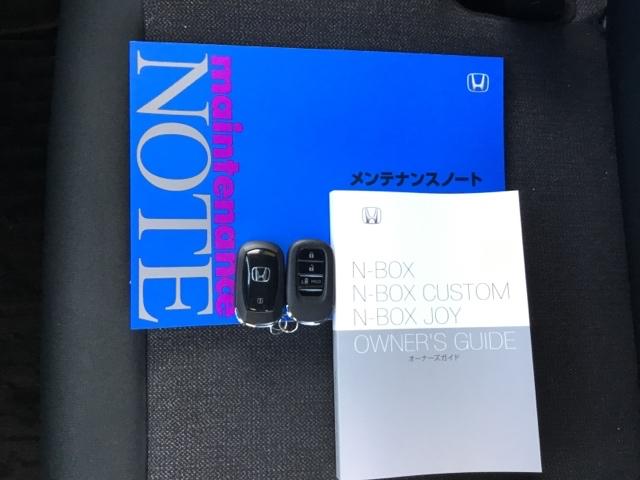 maintenance
NOTE
メンテナンスノート
N-BOX
N-BOX CUSTOM
N-BOX JOY
OWNER'S GUIDE
オーナーズガイド
HOLD